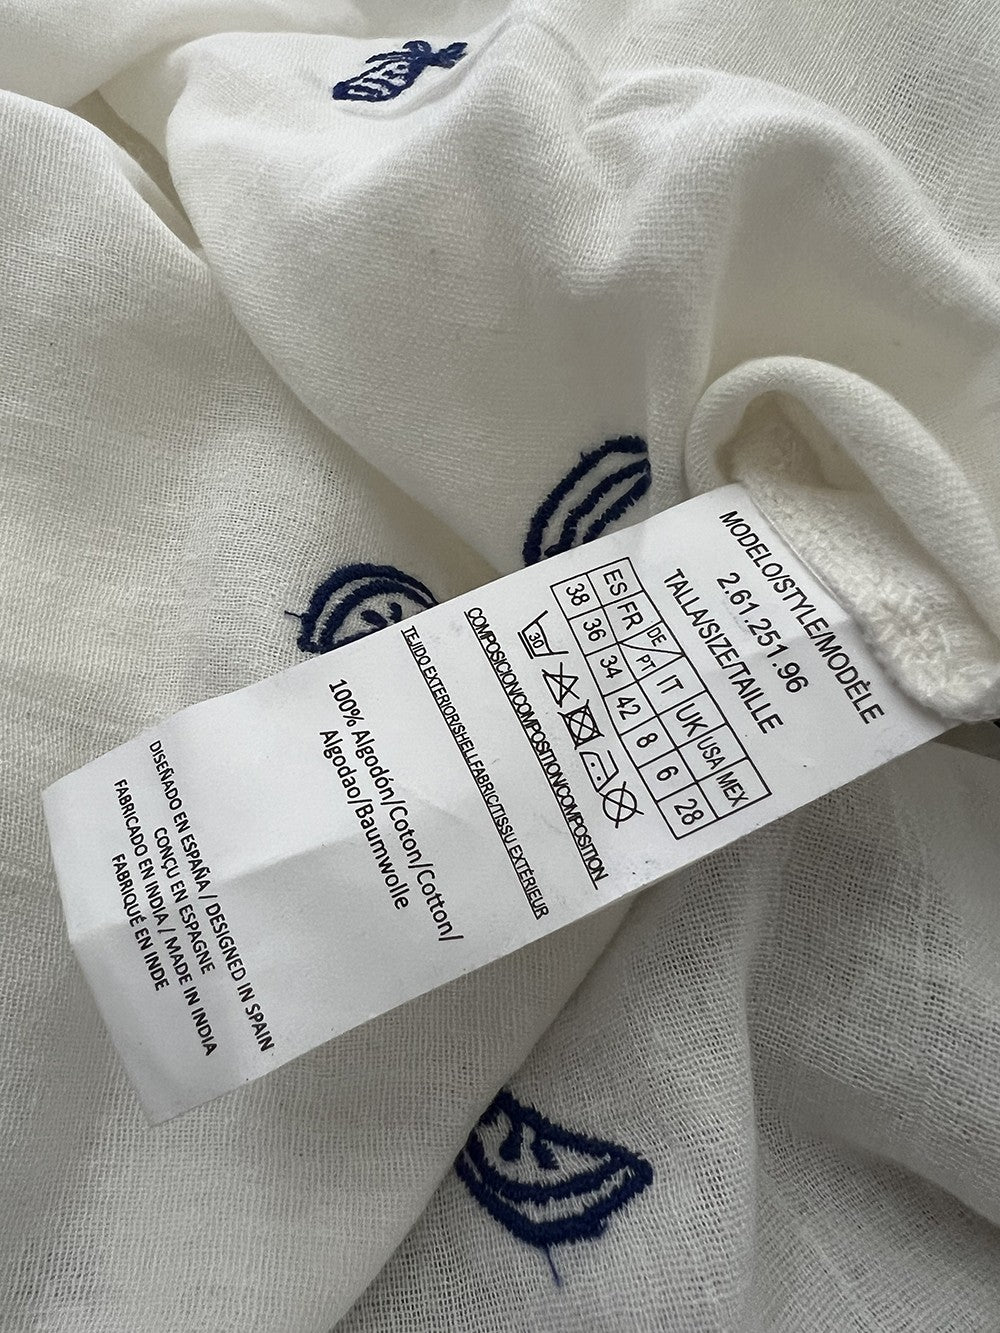 MODELO/STYLE/MODÈLE
2.61.251.96
TALLA/SIZE/TAILLE
ES FR DE/PT IT UK USA MEX
38 36 34 42 8 6 28
30
COMPOSICION/COMPOSITION/COMPOSITION
TEJIDO EXTERIOR/SHELL FABRIC/TISSU EXTÉRIEUR
100% Algodón/Coton/Cotton/
Algodao/Baumwolle
DISEÑADO EN ESPAÑA / DESIGNED IN SPAIN
CONÇU EN ESPAGNE
FABRICADO EN INDIA / MADE IN INDIA
FABRIQUÉ EN INDE